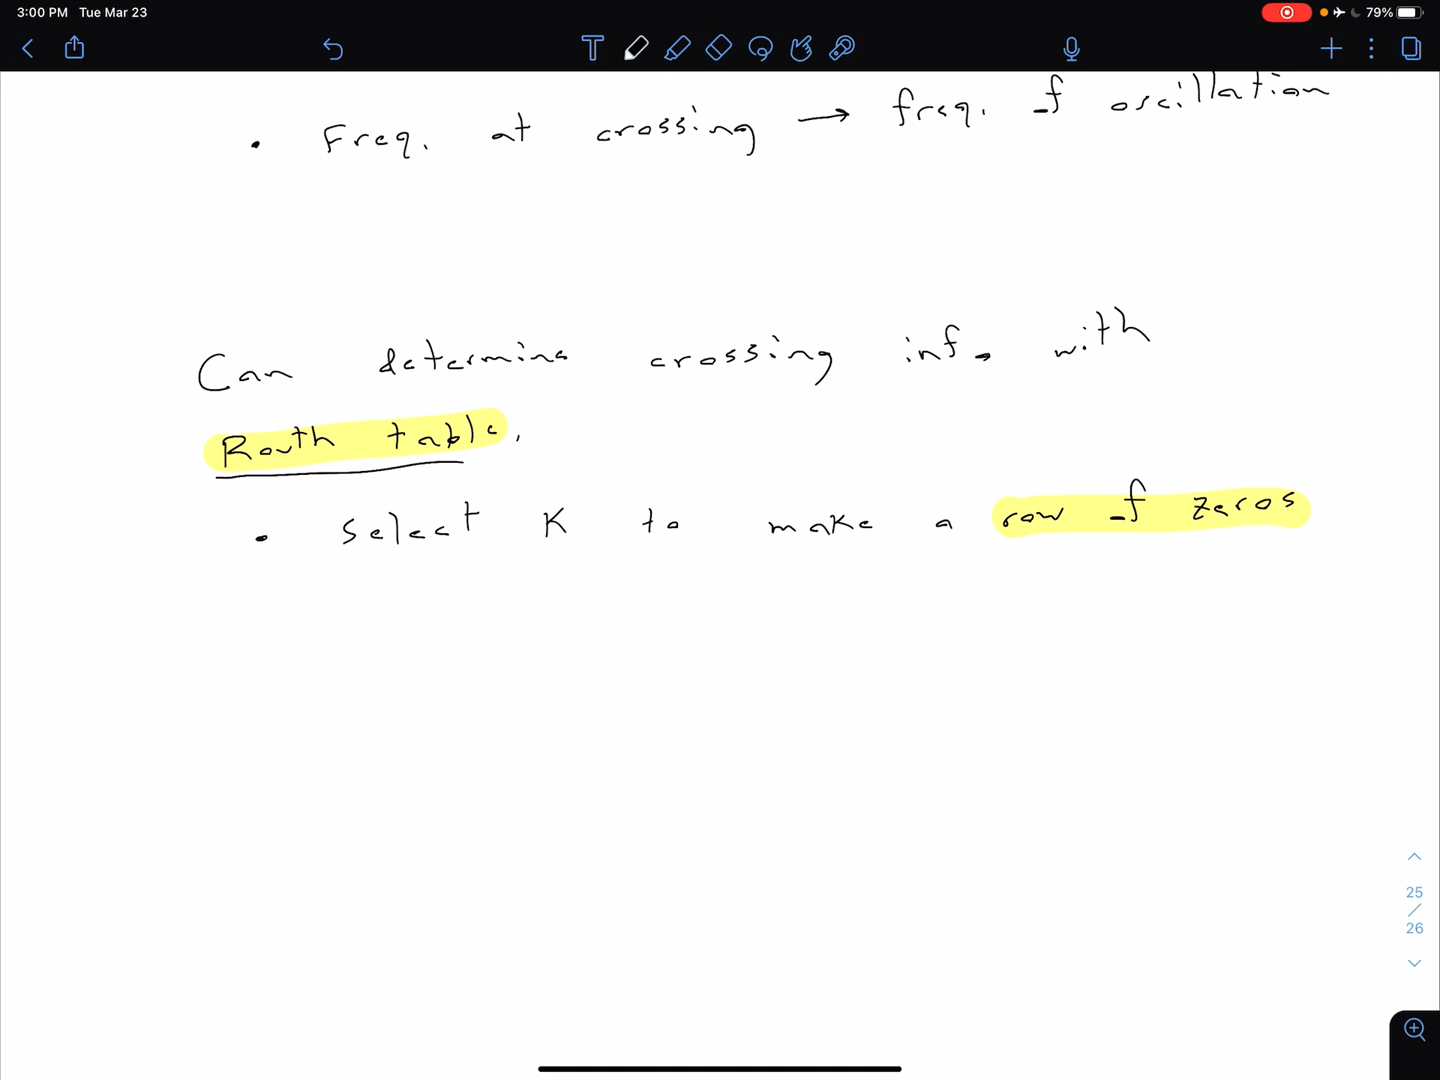 3:00 PM Tue Mar 23 79%
T
• Freq. at crossing → freq. of oscillation
Can determine crossing info with
Routh table.
• Select K to make a row of zeros
25
/
26